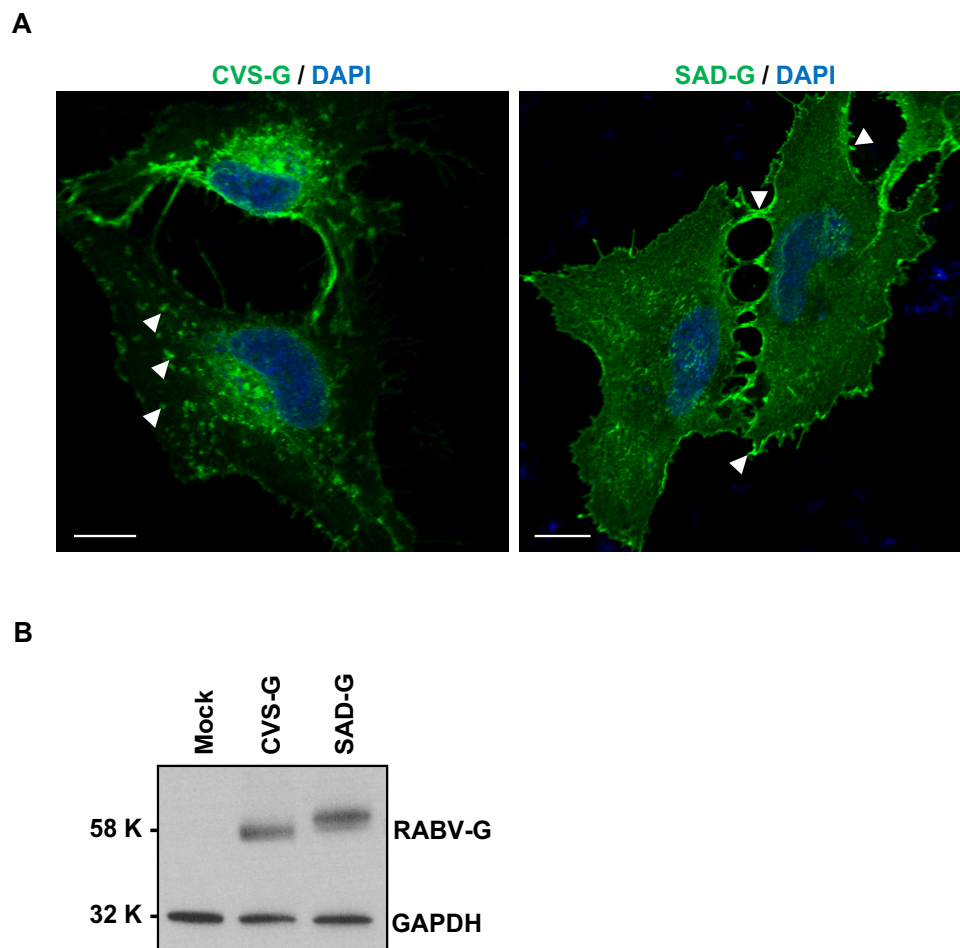 A
CVS-G / DAPI
SAD-G / DAPI
B
Mock
CVS-G
SAD-G
58 K -
RABV-G
32 K -
GAPDH